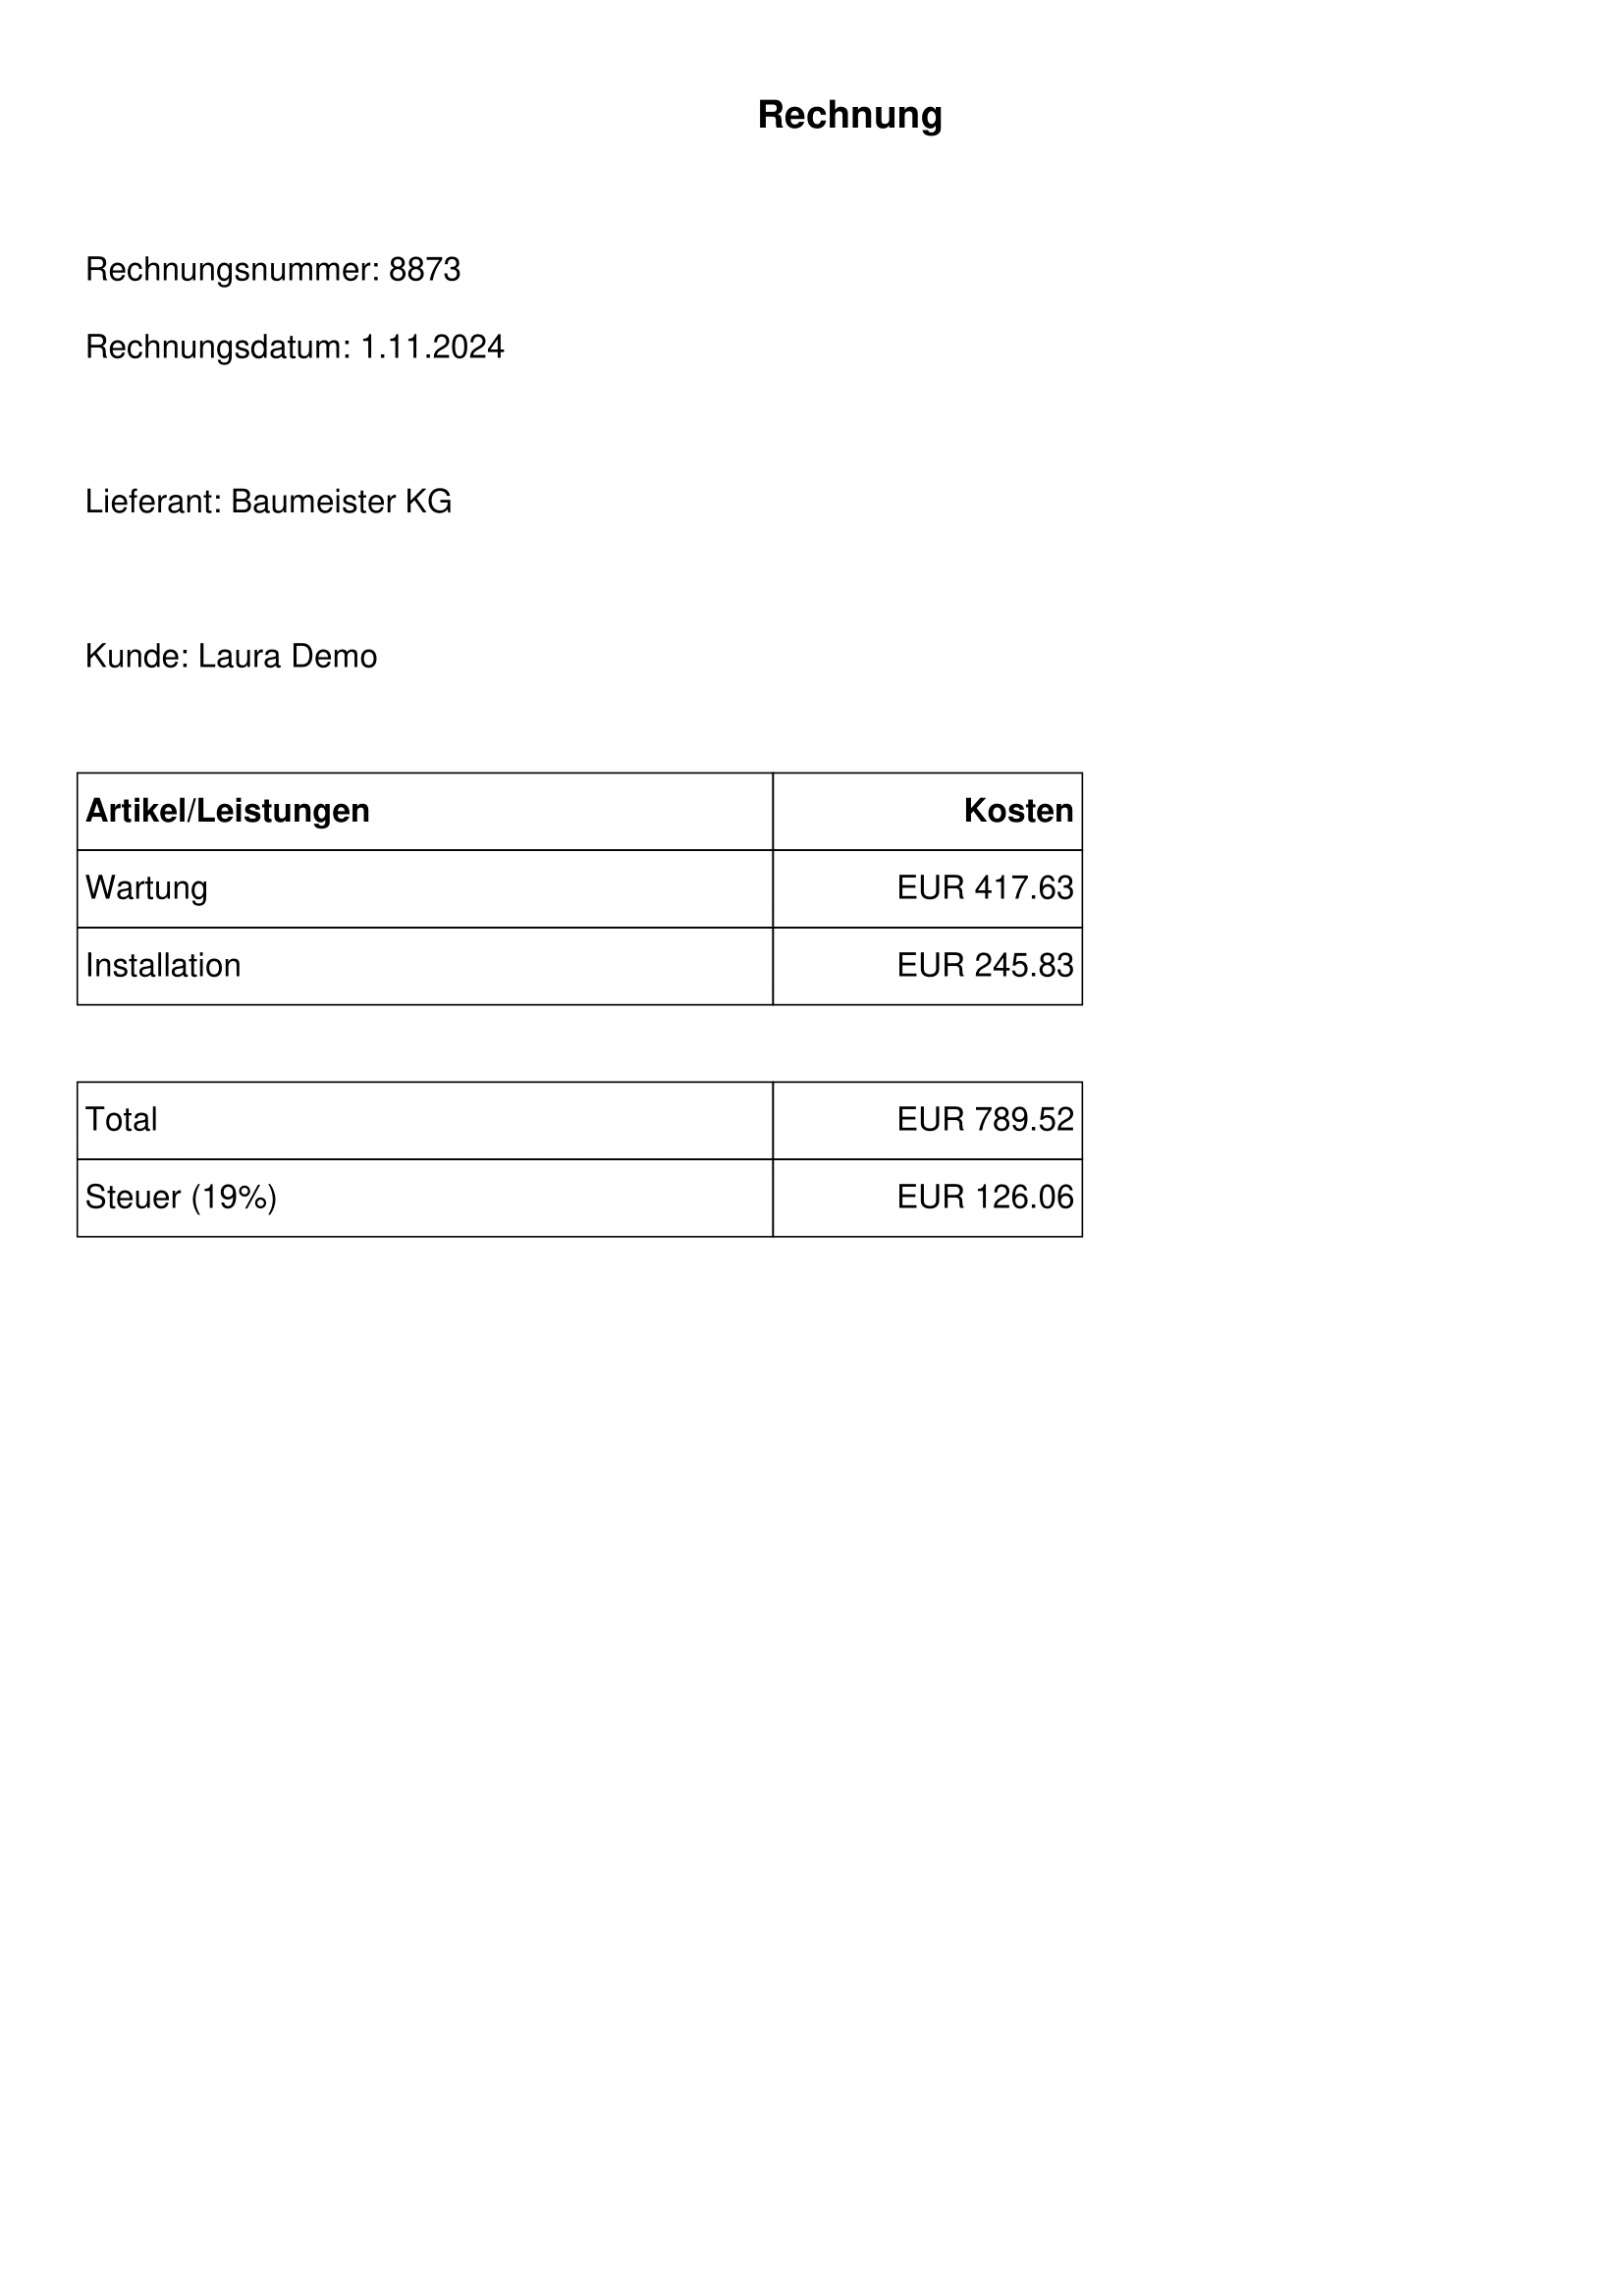 Rechnung
Rechnungsnummer: 8873
Rechnungsdatum: 1.11.2024
Lieferant: Baumeister KG
Kunde: Laura Demo
Artikel/Leistungen Kosten
Wartung EUR 417.63
Installation EUR 245.83
Total EUR 789.52
Steuer (19%) EUR 126.06